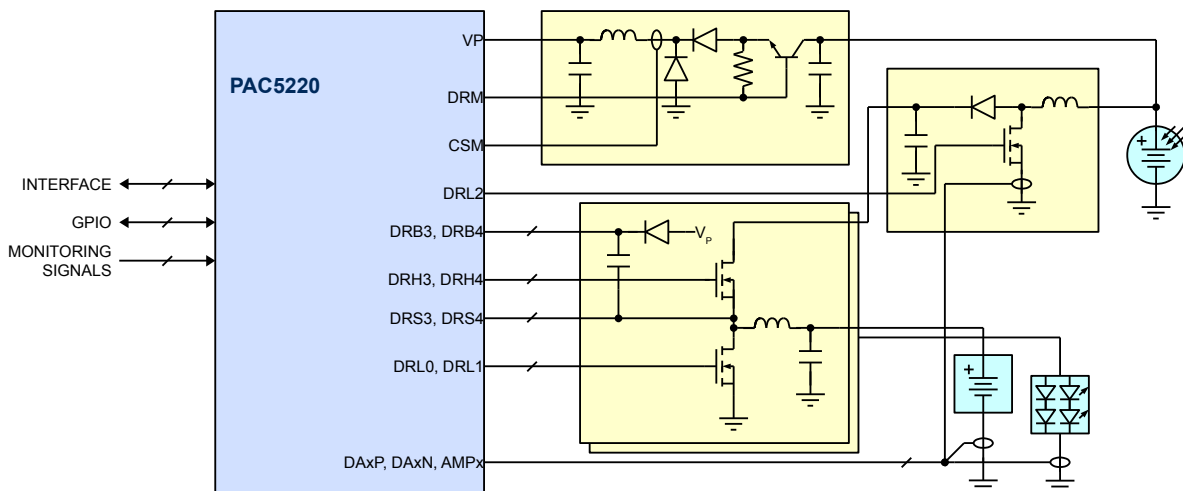 VP
PAC5220
DRM
CSM
INTERFACE
DRL2
GPIO
DRB3, DRB4
VP
MONITORING
SIGNALS
DRH3, DRH4
DRS3, DRS4
DRL0, DRL1
DAxP, DAxN, AMPx
+
+